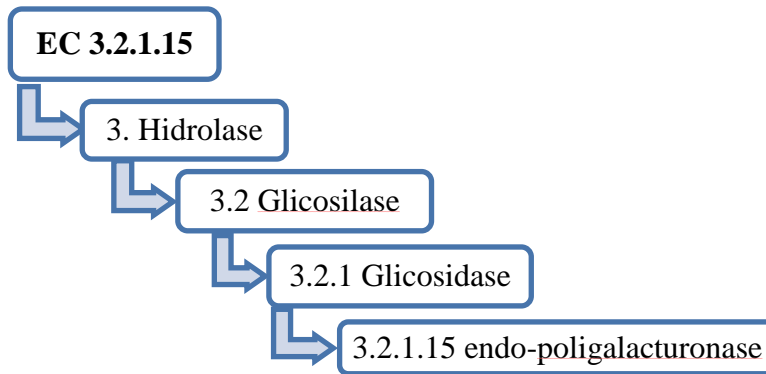 EC 3.2.1.15
3. Hidrolase
3.2 Glicosilase
3.2.1 Glicosidase
3.2.1.15 endo-poligalacturonase